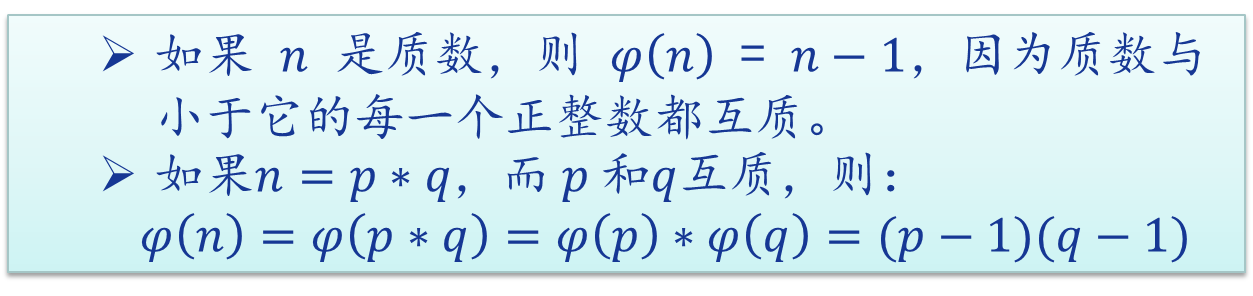 ➢ 如果 n 是质数，则 φ(n) = n − 1，因为质数与
小于它的每一个正整数都互质。
➢ 如果n = p ∗ q，而 p 和q互质，则：
φ(n) = φ(p ∗ q) = φ(p) ∗ φ(q) = (p − 1)(q − 1)